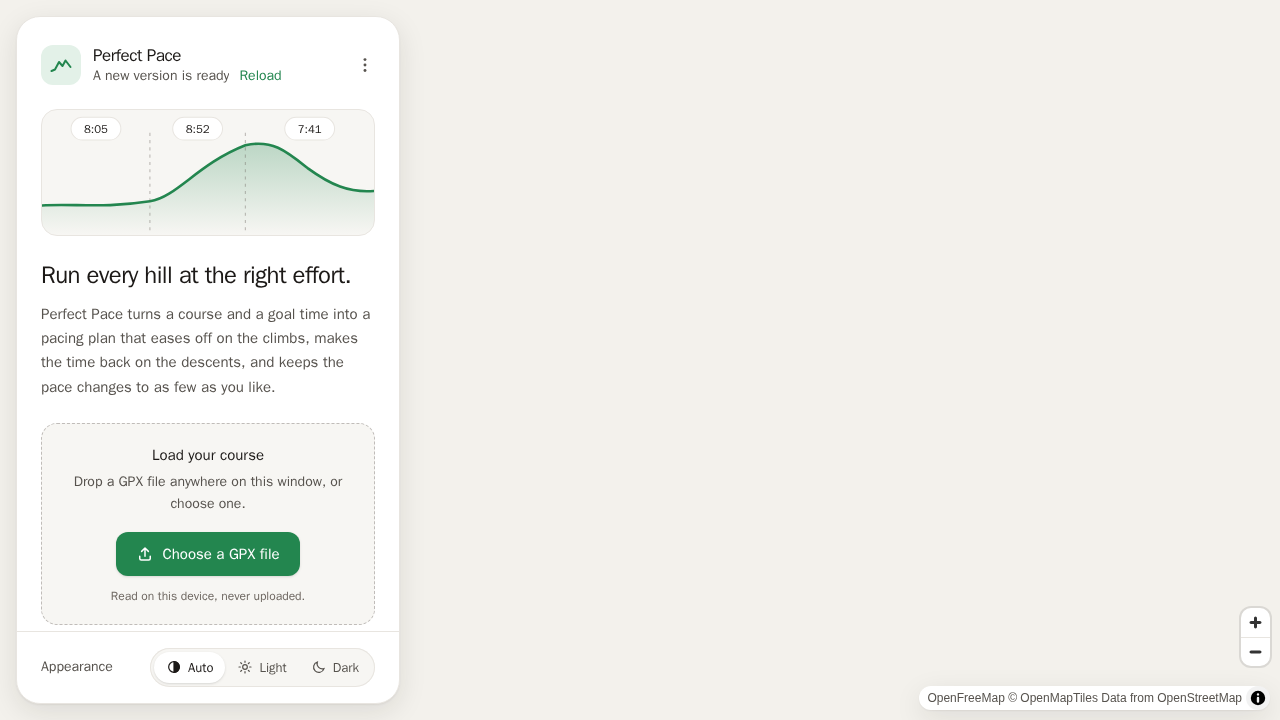 Perfect Pace
A new version is ready Reload
8:05 8:52 7:41
Run every hill at the right effort.
Perfect Pace turns a course and a goal time into a
pacing plan that eases off on the climbs, makes
the time back on the descents, and keeps the
pace changes to as few as you like.
Load your course
Drop a GPX file anywhere on this window, or
choose one.
Choose a GPX file
Read on this device, never uploaded.
Appearance Auto Light Dark
OpenFreeMap © OpenMapTiles Data from OpenStreetMap